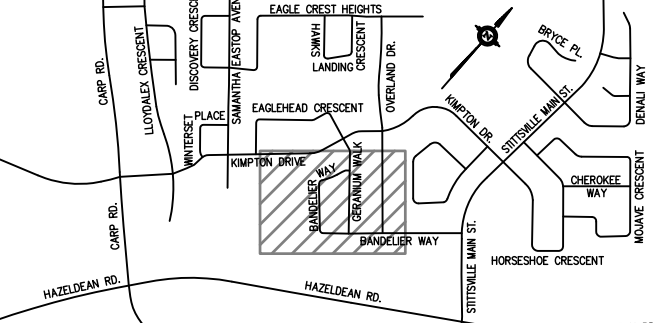 EAGLE CREST HEIGHTS
DISCOVERY CRESC
SAMANTHA EASTOP AVEN
HAWKS
LANDING
CRESCENT
OVERLAND DR.
BRYCE PL.
N
CARP RD.
LLOYDALEX CRESCENT
DENALI WAY
EAGLEHEAD CRESCENT
WINTERSET
PLACE
KIMPTON DR.
STITTSVILLE MAIN ST.
KIMPTON DRIVE
BANDELIER
WAY
GERANIUM WALK
CHEROKEE
WAY
MOJAVE CRESCENT
CARP RD.
BANDELIER WAY
STITTSVILLE MAIN ST.
HORSESHOE CRESCENT
HAZELDEAN RD.
HAZELDEAN RD.